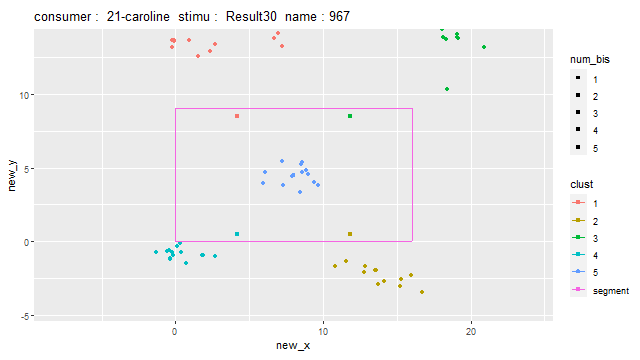 consumer : 21-caroline stimu : Result30 name : 967
10
5
0
-5
new_y
0
10
20
new_x
num_bis
1
2
3
4
5
clust
1
2
3
4
5
segment